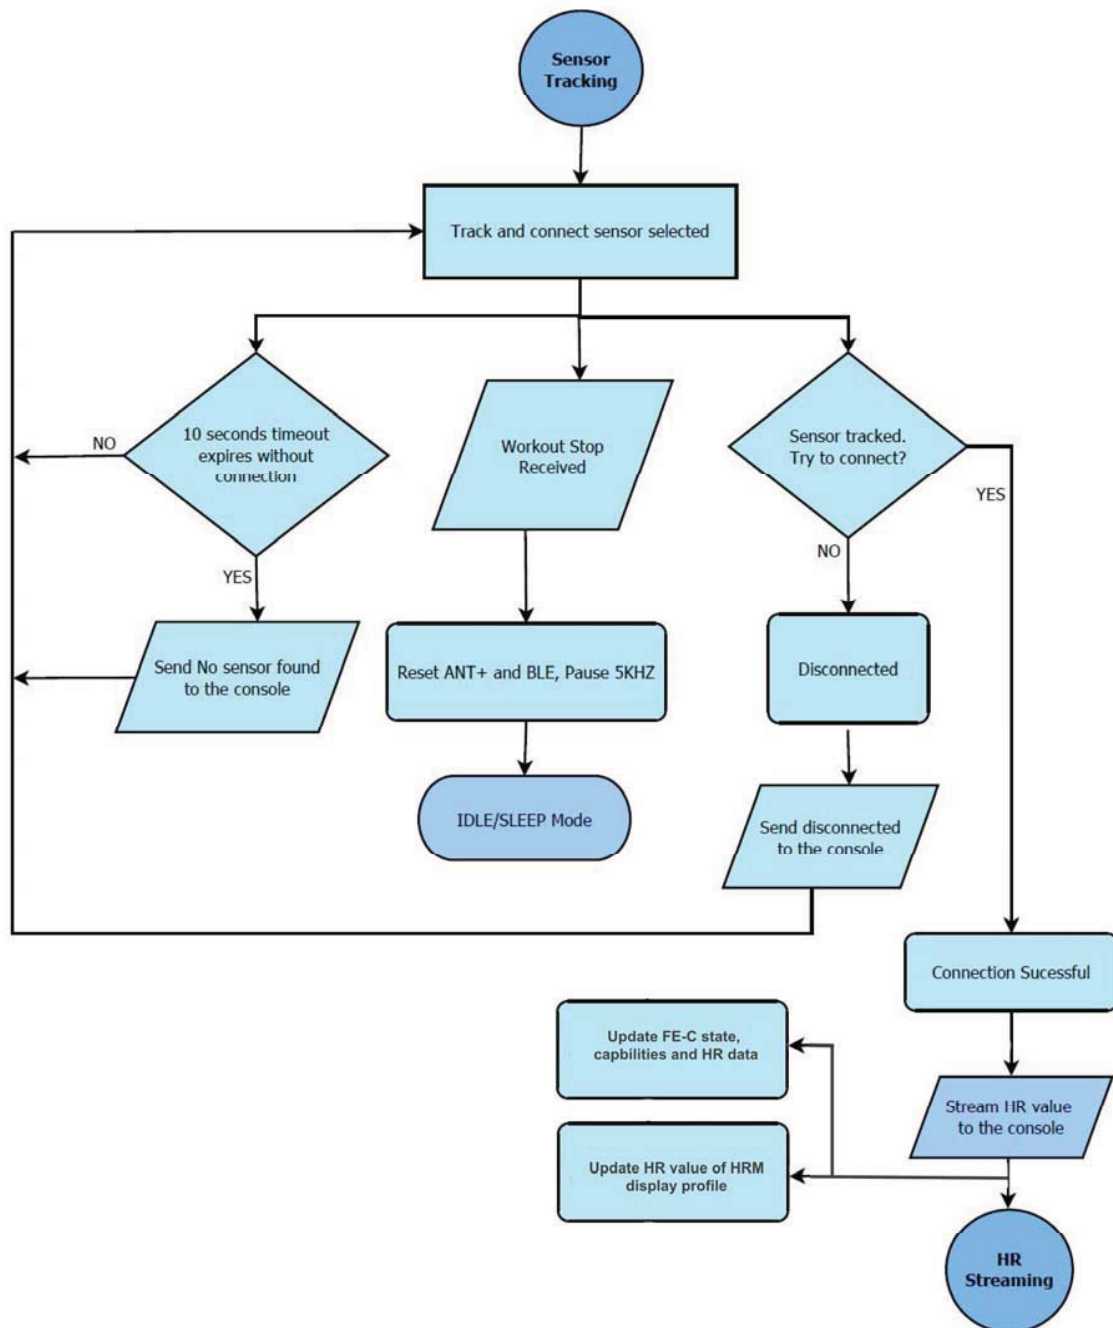 Sensor
Tracking
Track and connect sensor selected
10 seconds timeout
expires without
connection
NO
YES
Workout Stop
Received
Sensor tracked.
Try to connect?
YES
NO
Send No sensor found
to the console
Reset ANT+ and BLE, Pause 5KHZ
Disconnected
IDLE/SLEEP Mode
Send disconnected
to the console
Connection Sucessful
Update FE-C state,
capbilities and HR data
Stream HR value
to the console
Update HR value of HRM
display profile
HR
Streaming